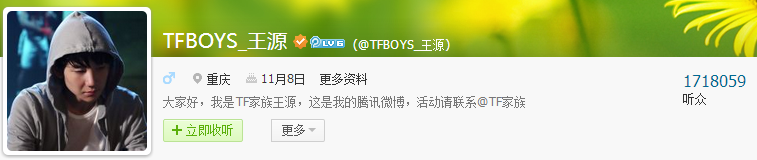 TFBOYS_王源 LV6 (@TFBOYS_王源)
重庆 11月8日 更多资料
1718059
听众
大家好，我是TF家族王源，这是我的腾讯微博，活动请联系@TF家族
+ 立即收听 更多